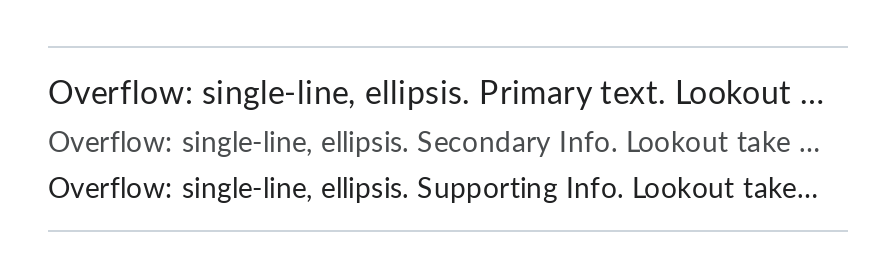 Overflow: single-line, ellipsis. Primary text. Lookout ...
Overflow: single-line, ellipsis. Secondary Info. Lookout take ...
Overflow: single-line, ellipsis. Supporting Info. Lookout take...